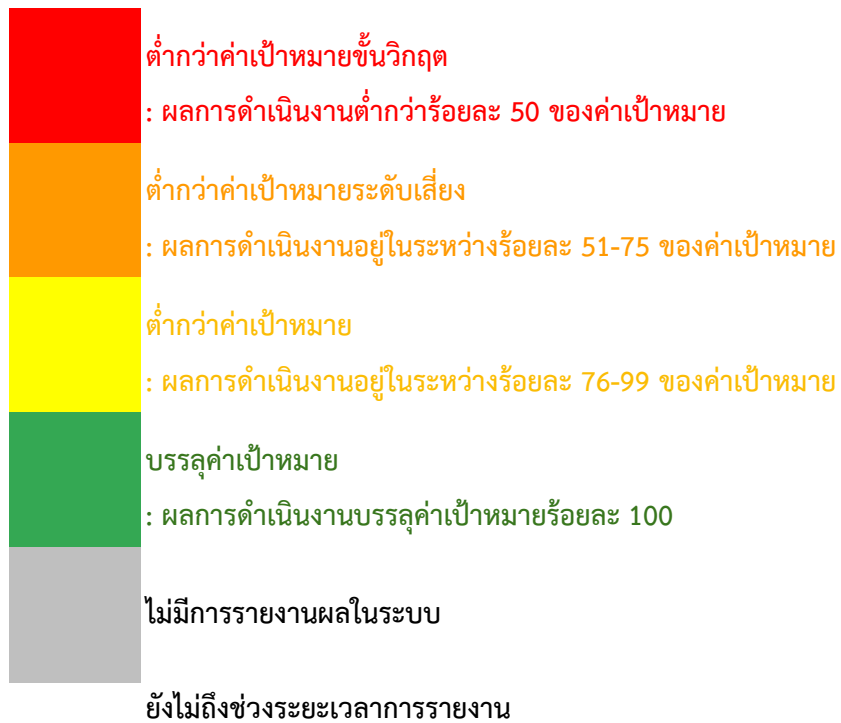 ต่ำกว่าค่าเป้าหมายขั้นวิกฤต
: ผลการดำเนินงานต่ำกว่าร้อยละ 50 ของค่าเป้าหมาย
ต่ำกว่าค่าเป้าหมายระดับเสี่ยง
: ผลการดำเนินงานอยู่ในระหว่างร้อยละ 51-75 ของค่าเป้าหมาย
ต่ำกว่าค่าเป้าหมาย
: ผลการดำเนินงานอยู่ในระหว่างร้อยละ 76-99 ของค่าเป้าหมาย
บรรลุค่าเป้าหมาย
: ผลการดำเนินงานบรรลุค่าเป้าหมายร้อยละ 100
ไม่มีการรายงานผลในระบบ
ยังไม่ถึงช่วงระยะเวลาการรายงาน